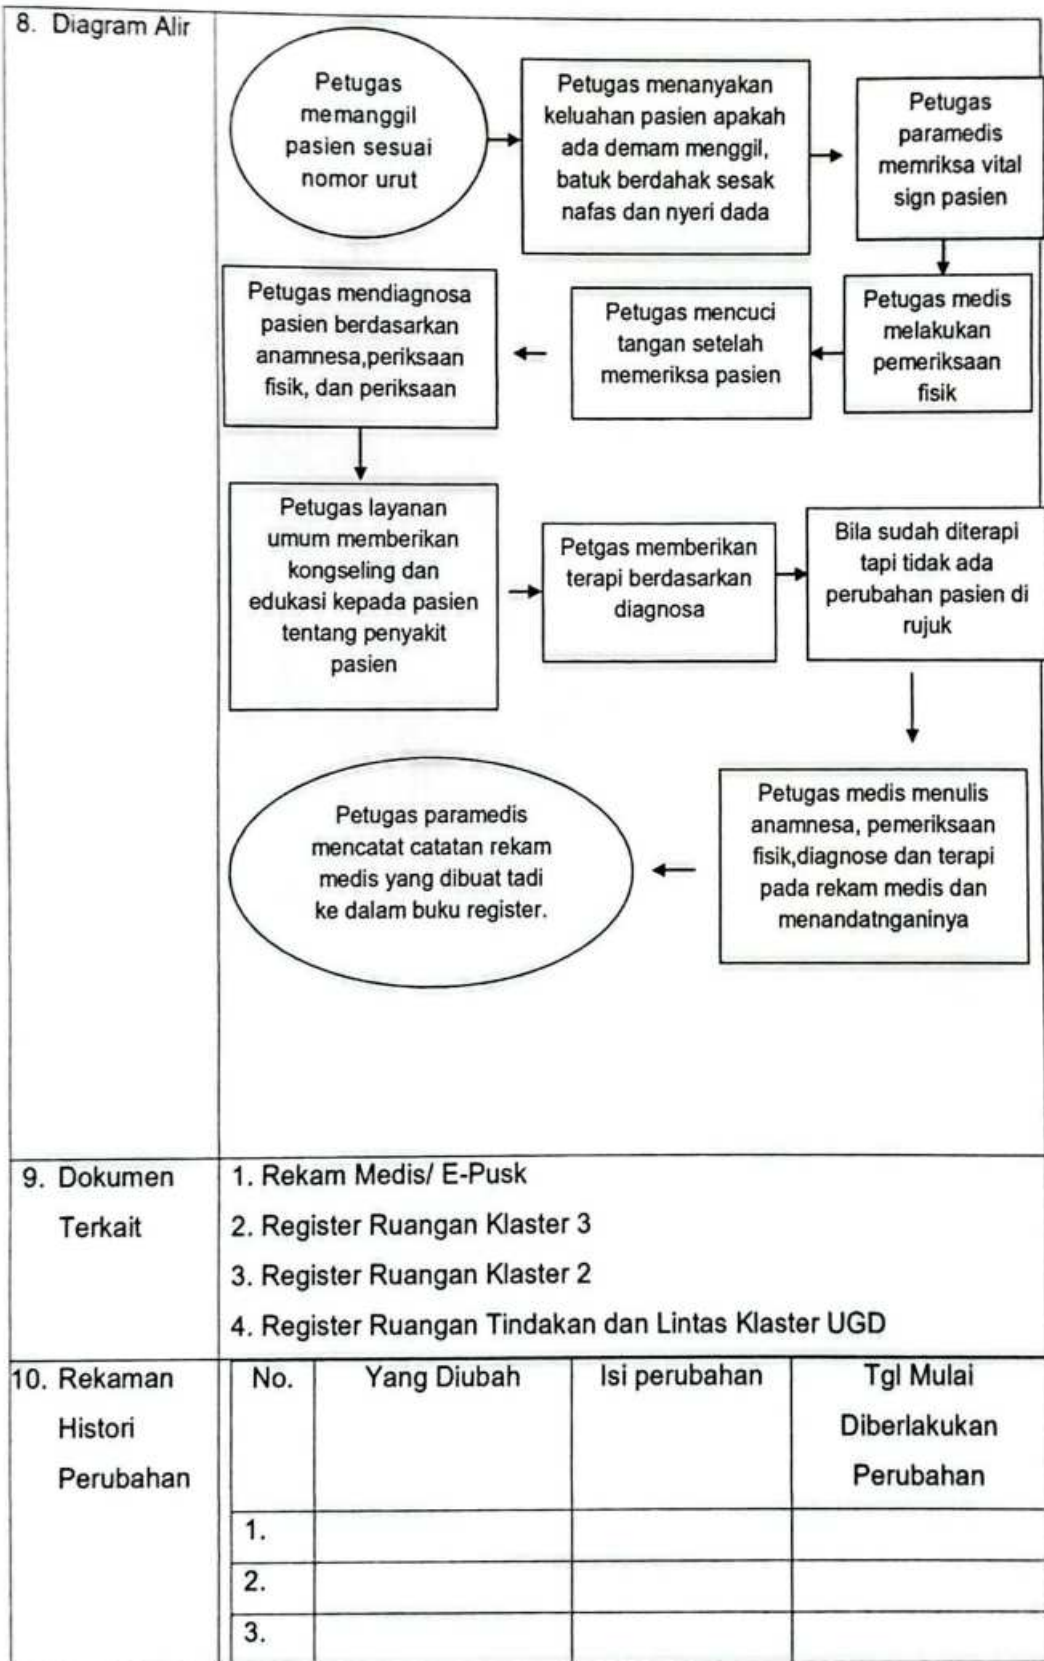 8. Diagram Alir
Petugas
memanggil
pasien sesuai
nomor urut
Petugas menanyakan
keluahan pasien apakah
ada demam menggil,
batuk berdahak sesak
nafas dan nyeri dada
Petugas
paramedis
memriksa vital
sign pasien
Petugas medis
melakukan
pemeriksaan
fisik
Petugas mencuci
tangan setelah
memeriksa pasien
Petugas mendiagnosa
pasien berdasarkan
anamnesa,periksaan
fisik, dan periksaan
Petugas layanan
umum memberikan
kongseling dan
edukasi kepada pasien
tentang penyakit
pasien
Petgas memberikan
terapi berdasarkan
diagnosa
Bila sudah diterapi
tapi tidak ada
perubahan pasien di
rujuk
Petugas medis menulis
anamnesa, pemeriksaan
fisik,diagnose dan terapi
pada rekam medis dan
menandatnganinya
Petugas paramedis
mencatat catatan rekam
medis yang dibuat tadi
ke dalam buku register.
9. Dokumen
Terkait
1. Rekam Medis/ E-Pusk
2. Register Ruangan Klaster 3
3. Register Ruangan Klaster 2
4. Register Ruangan Tindakan dan Lintas Klaster UGD
10. Rekaman
Histori
Perubahan
No. Yang Diubah Isi perubahan Tgl Mulai
Diberlakukan
Perubahan
1.
2.
3.